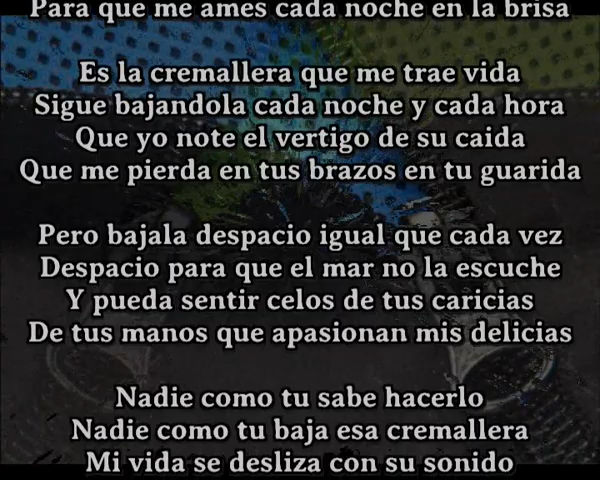 Para que me ames cada noche en la brisa
Es la cremallera que me trae vida
Sigue bajandola cada noche y cada hora
Que yo note el vertigo de su caida
Que me pierda en tus brazos en tu guarida
Pero bajala despacio igual que cada vez
Despacio para que el mar no la escuche
Y pueda sentir celos de tus caricias
De tus manos que apasionan mis delicias
Nadie como tu sabe hacerlo
Nadie como tu baja esa cremallera
Mi vida se desliza con su sonido